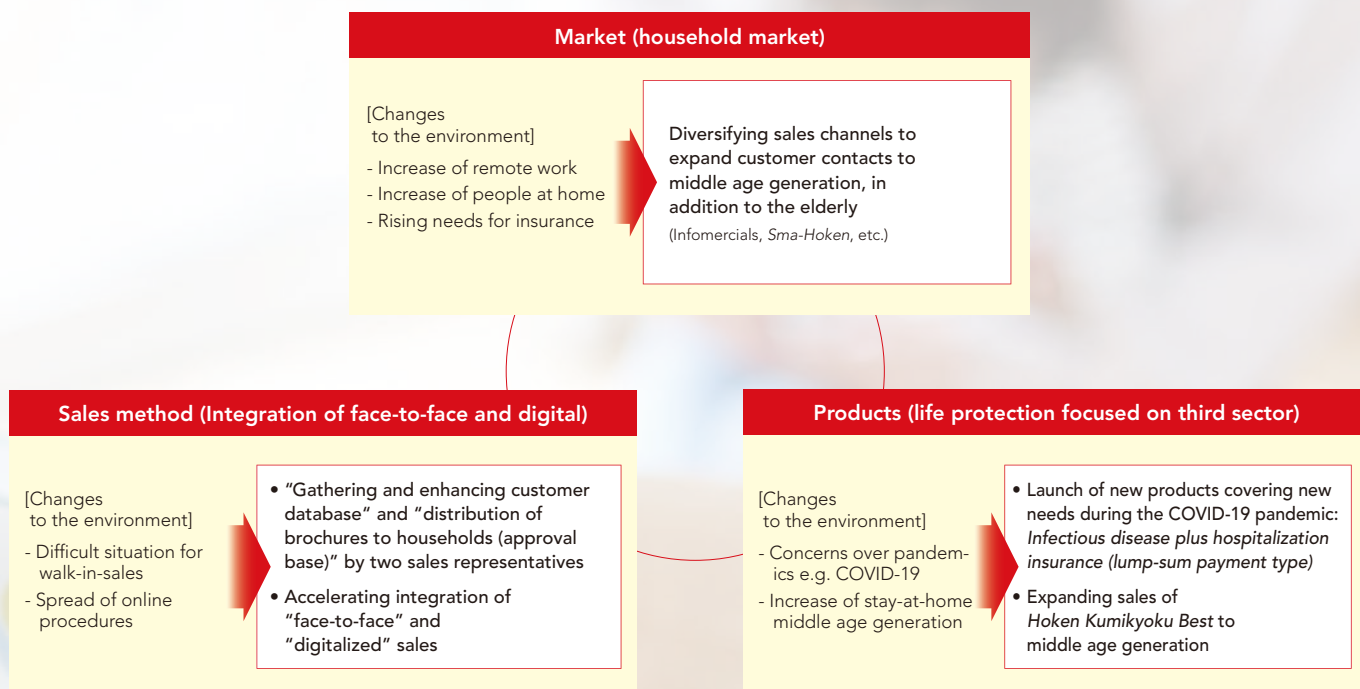 Market (household market)
[Changes
to the environment]
- Increase of remote work
- Increase of people at home
- Rising needs for insurance
Diversifying sales channels to
expand customer contacts to
middle age generation, in
addition to the elderly
(Infomercials, Sma-Hoken, etc.)
Sales method (Integration of face-to-face and digital)
[Changes
to the environment]
- Difficult situation for
walk-in-sales
- Spread of online
procedures
• “Gathering and enhancing customer
database” and “distribution of
brochures to households (approval
base)” by two sales representatives
• Accelerating integration of
“face-to-face” and
“digitalized” sales
Products (life protection focused on third sector)
[Changes
to the environment]
- Concerns over pandem-
ics e.g. COVID-19
- Increase of stay-at-home
middle age generation
• Launch of new products covering new
needs during the COVID-19 pandemic:
Infectious disease plus hospitalization
insurance (lump-sum payment type)
• Expanding sales of
Hoken Kumikyoku Best to
middle age generation